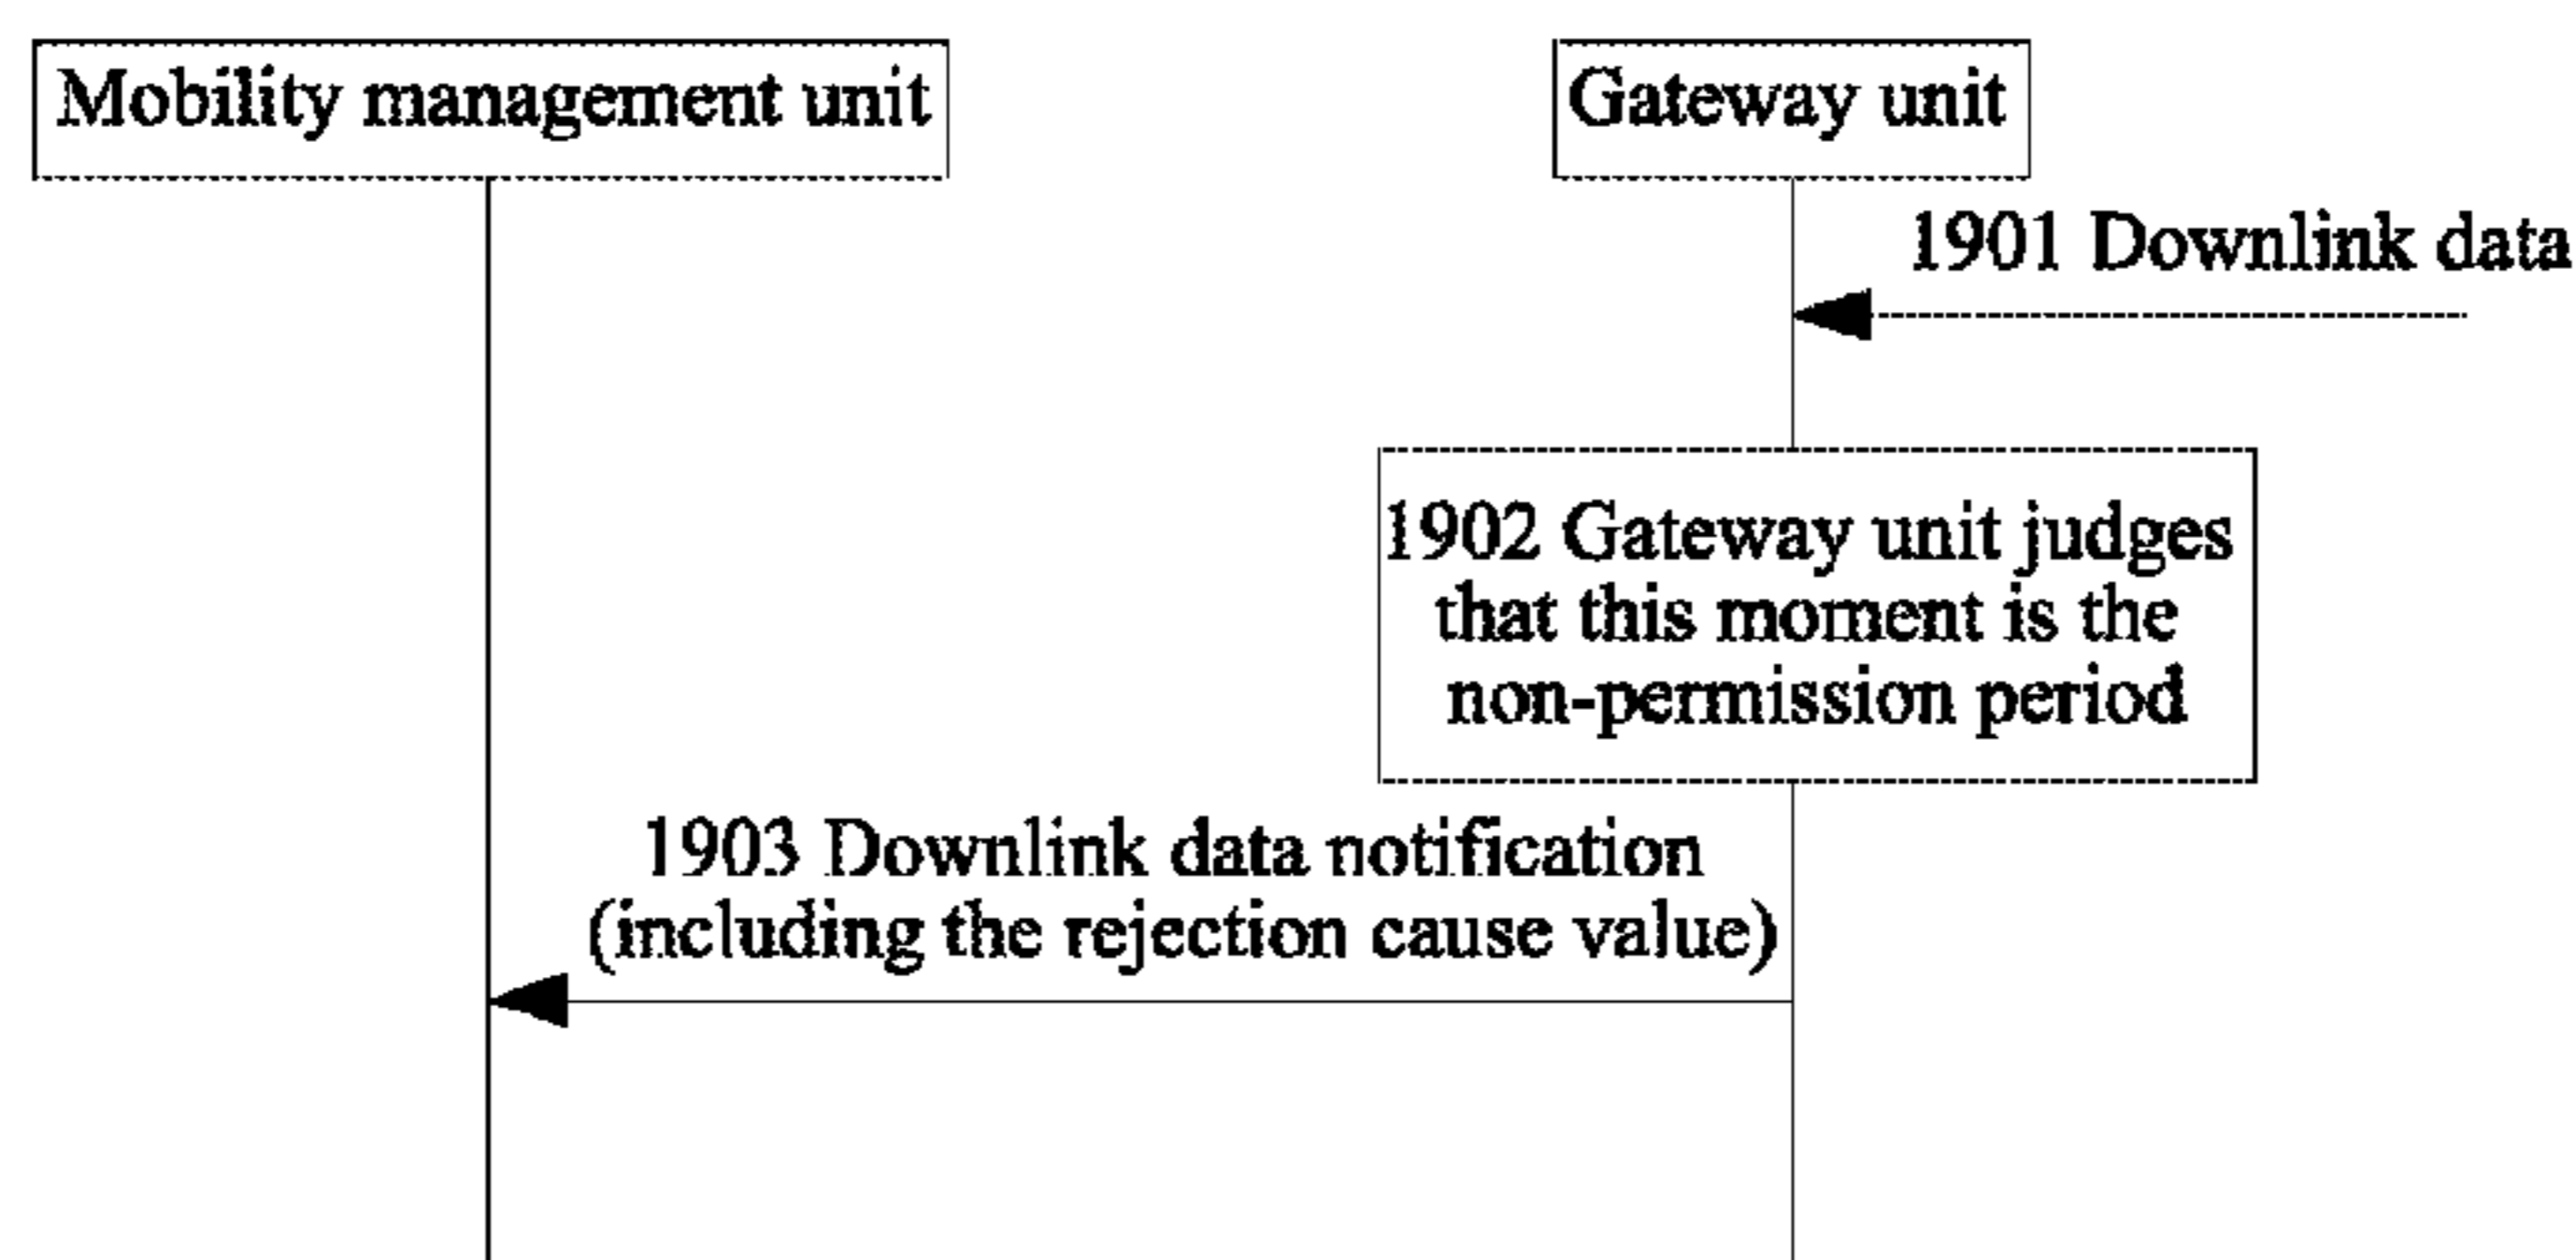 Mobility management unit
Gateway unit
1901 Downlink data
1902 Gateway unit judges
that this moment is the
non-permission period
1903 Downlink data notification
(including the rejection cause value)